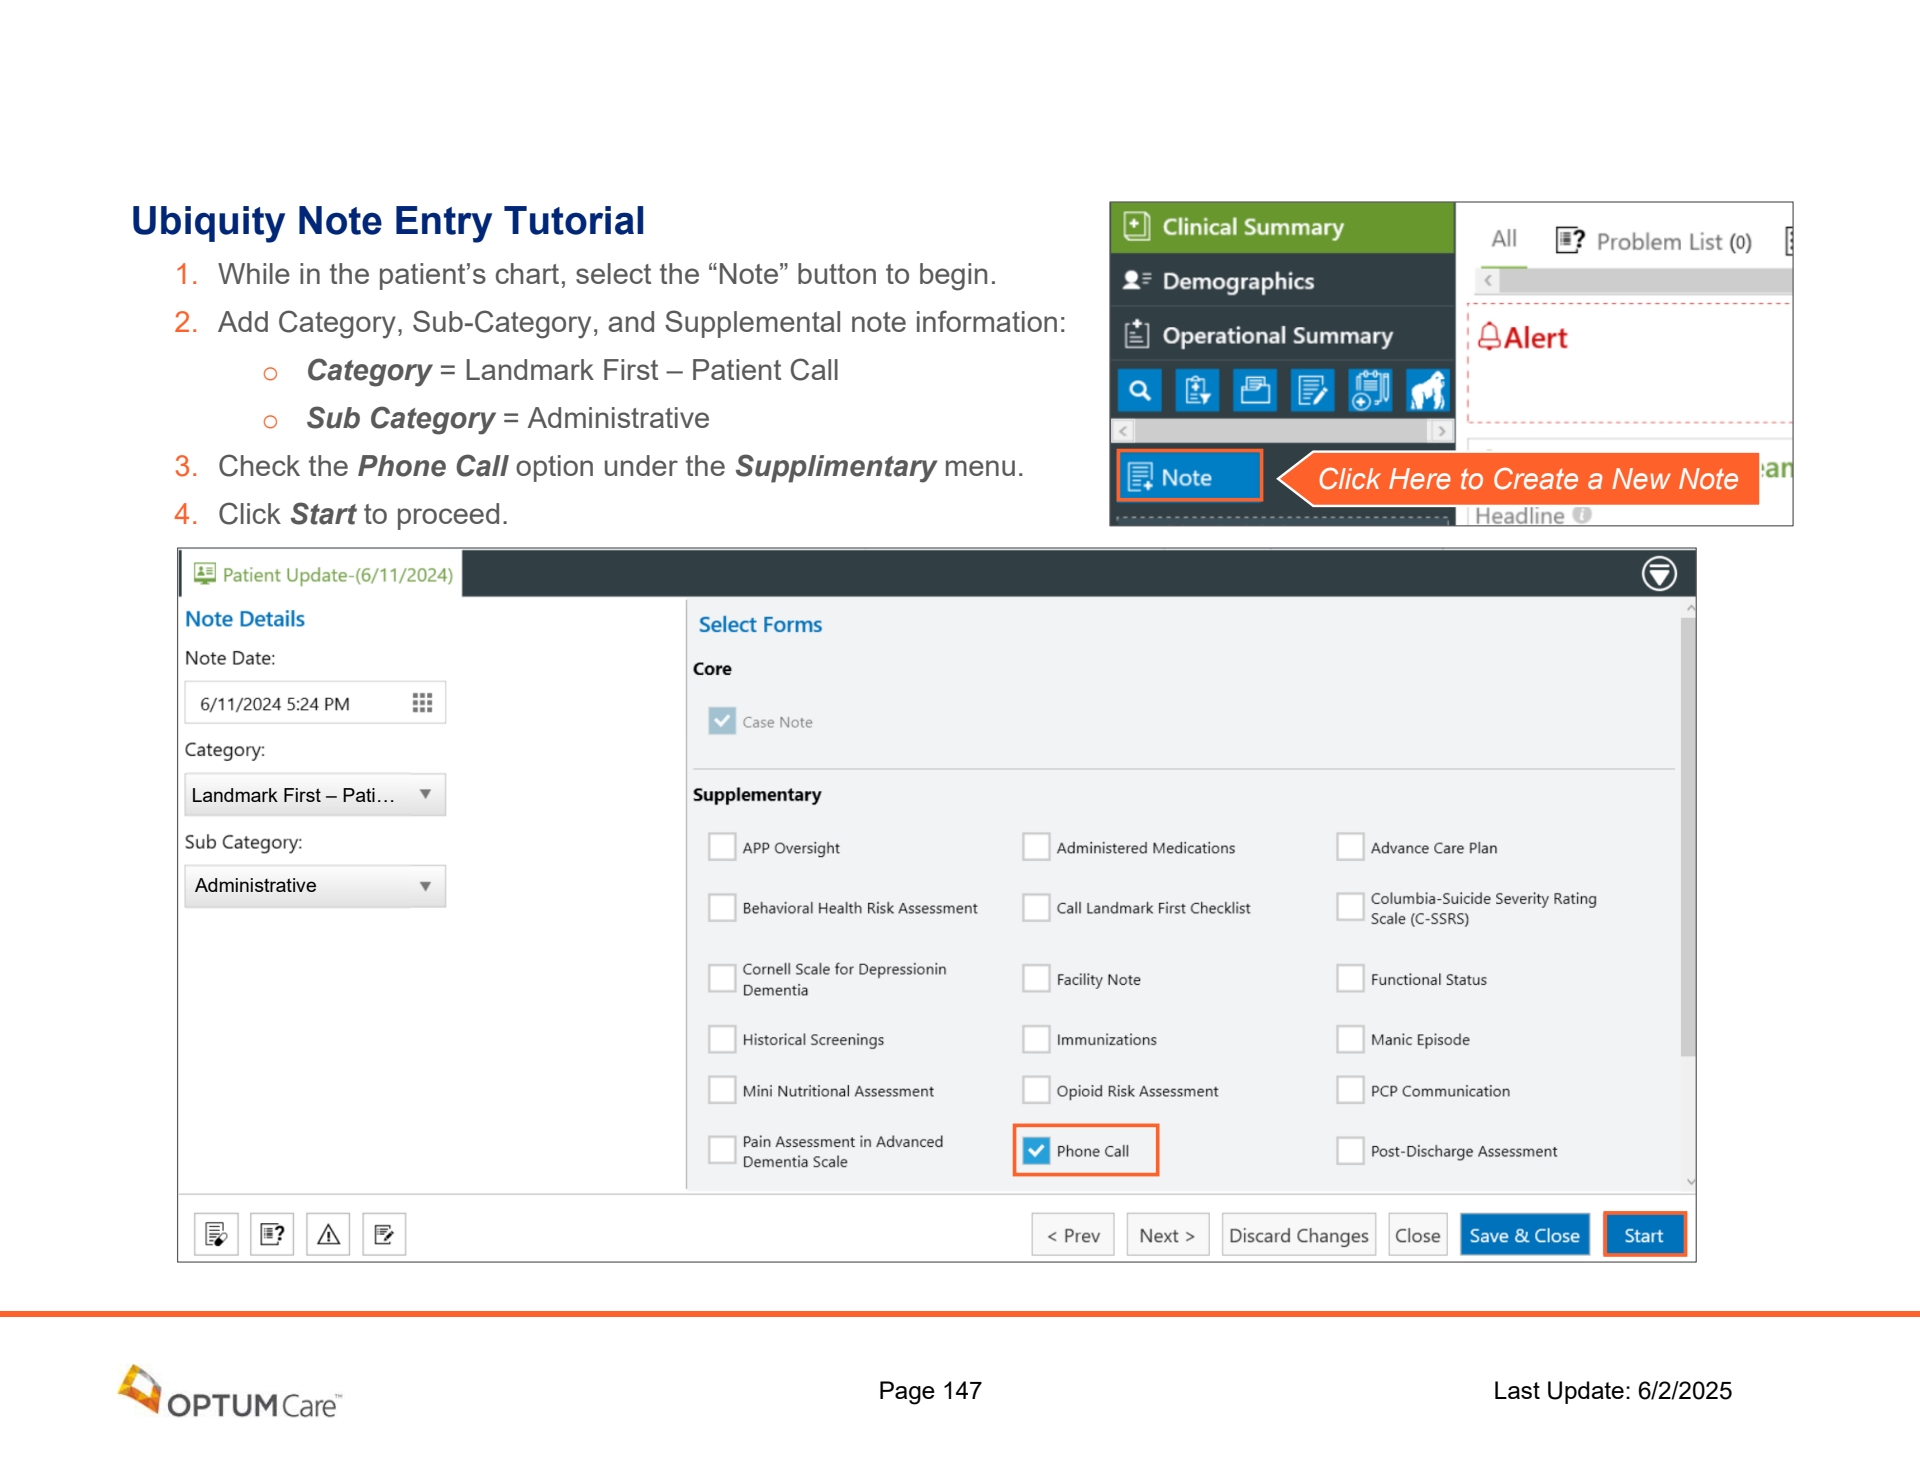 Ubiquity Note Entry Tutorial
1. While in the patient’s chart, select the “Note” button to begin.
2. Add Category, Sub-Category, and Supplemental note information:
o Category = Landmark First – Patient Call
o Sub Category = Administrative
3. Check the Phone Call option under the Supplimentary menu.
4. Click Start to proceed.
Clinical Summary
Demographics
Operational Summary
Note
All Problem List (0)
Alert
Click Here to Create a New Note
Headline
Patient Update-(6/11/2024)
Note Details
Note Date:
6/11/2024 5:24 PM
Category:
Landmark First – Pati...
Sub Category:
Administrative
Select Forms
Core
Case Note
Supplementary
APP Oversight Administered Medications Advance Care Plan
Behavioral Health Risk Assessment Call Landmark First Checklist Columbia-Suicide Severity Rating
Scale (C-SSRS)
Cornell Scale for Depressionin
Dementia Facility Note Functional Status
Historical Screenings Immunizations Manic Episode
Mini Nutritional Assessment Opioid Risk Assessment PCP Communication
Pain Assessment in Advanced
Dementia Scale Phone Call Post-Discharge Assessment
< Prev Next > Discard Changes Close Save & Close Start
OPTUM Care™ Page 147 Last Update: 6/2/2025